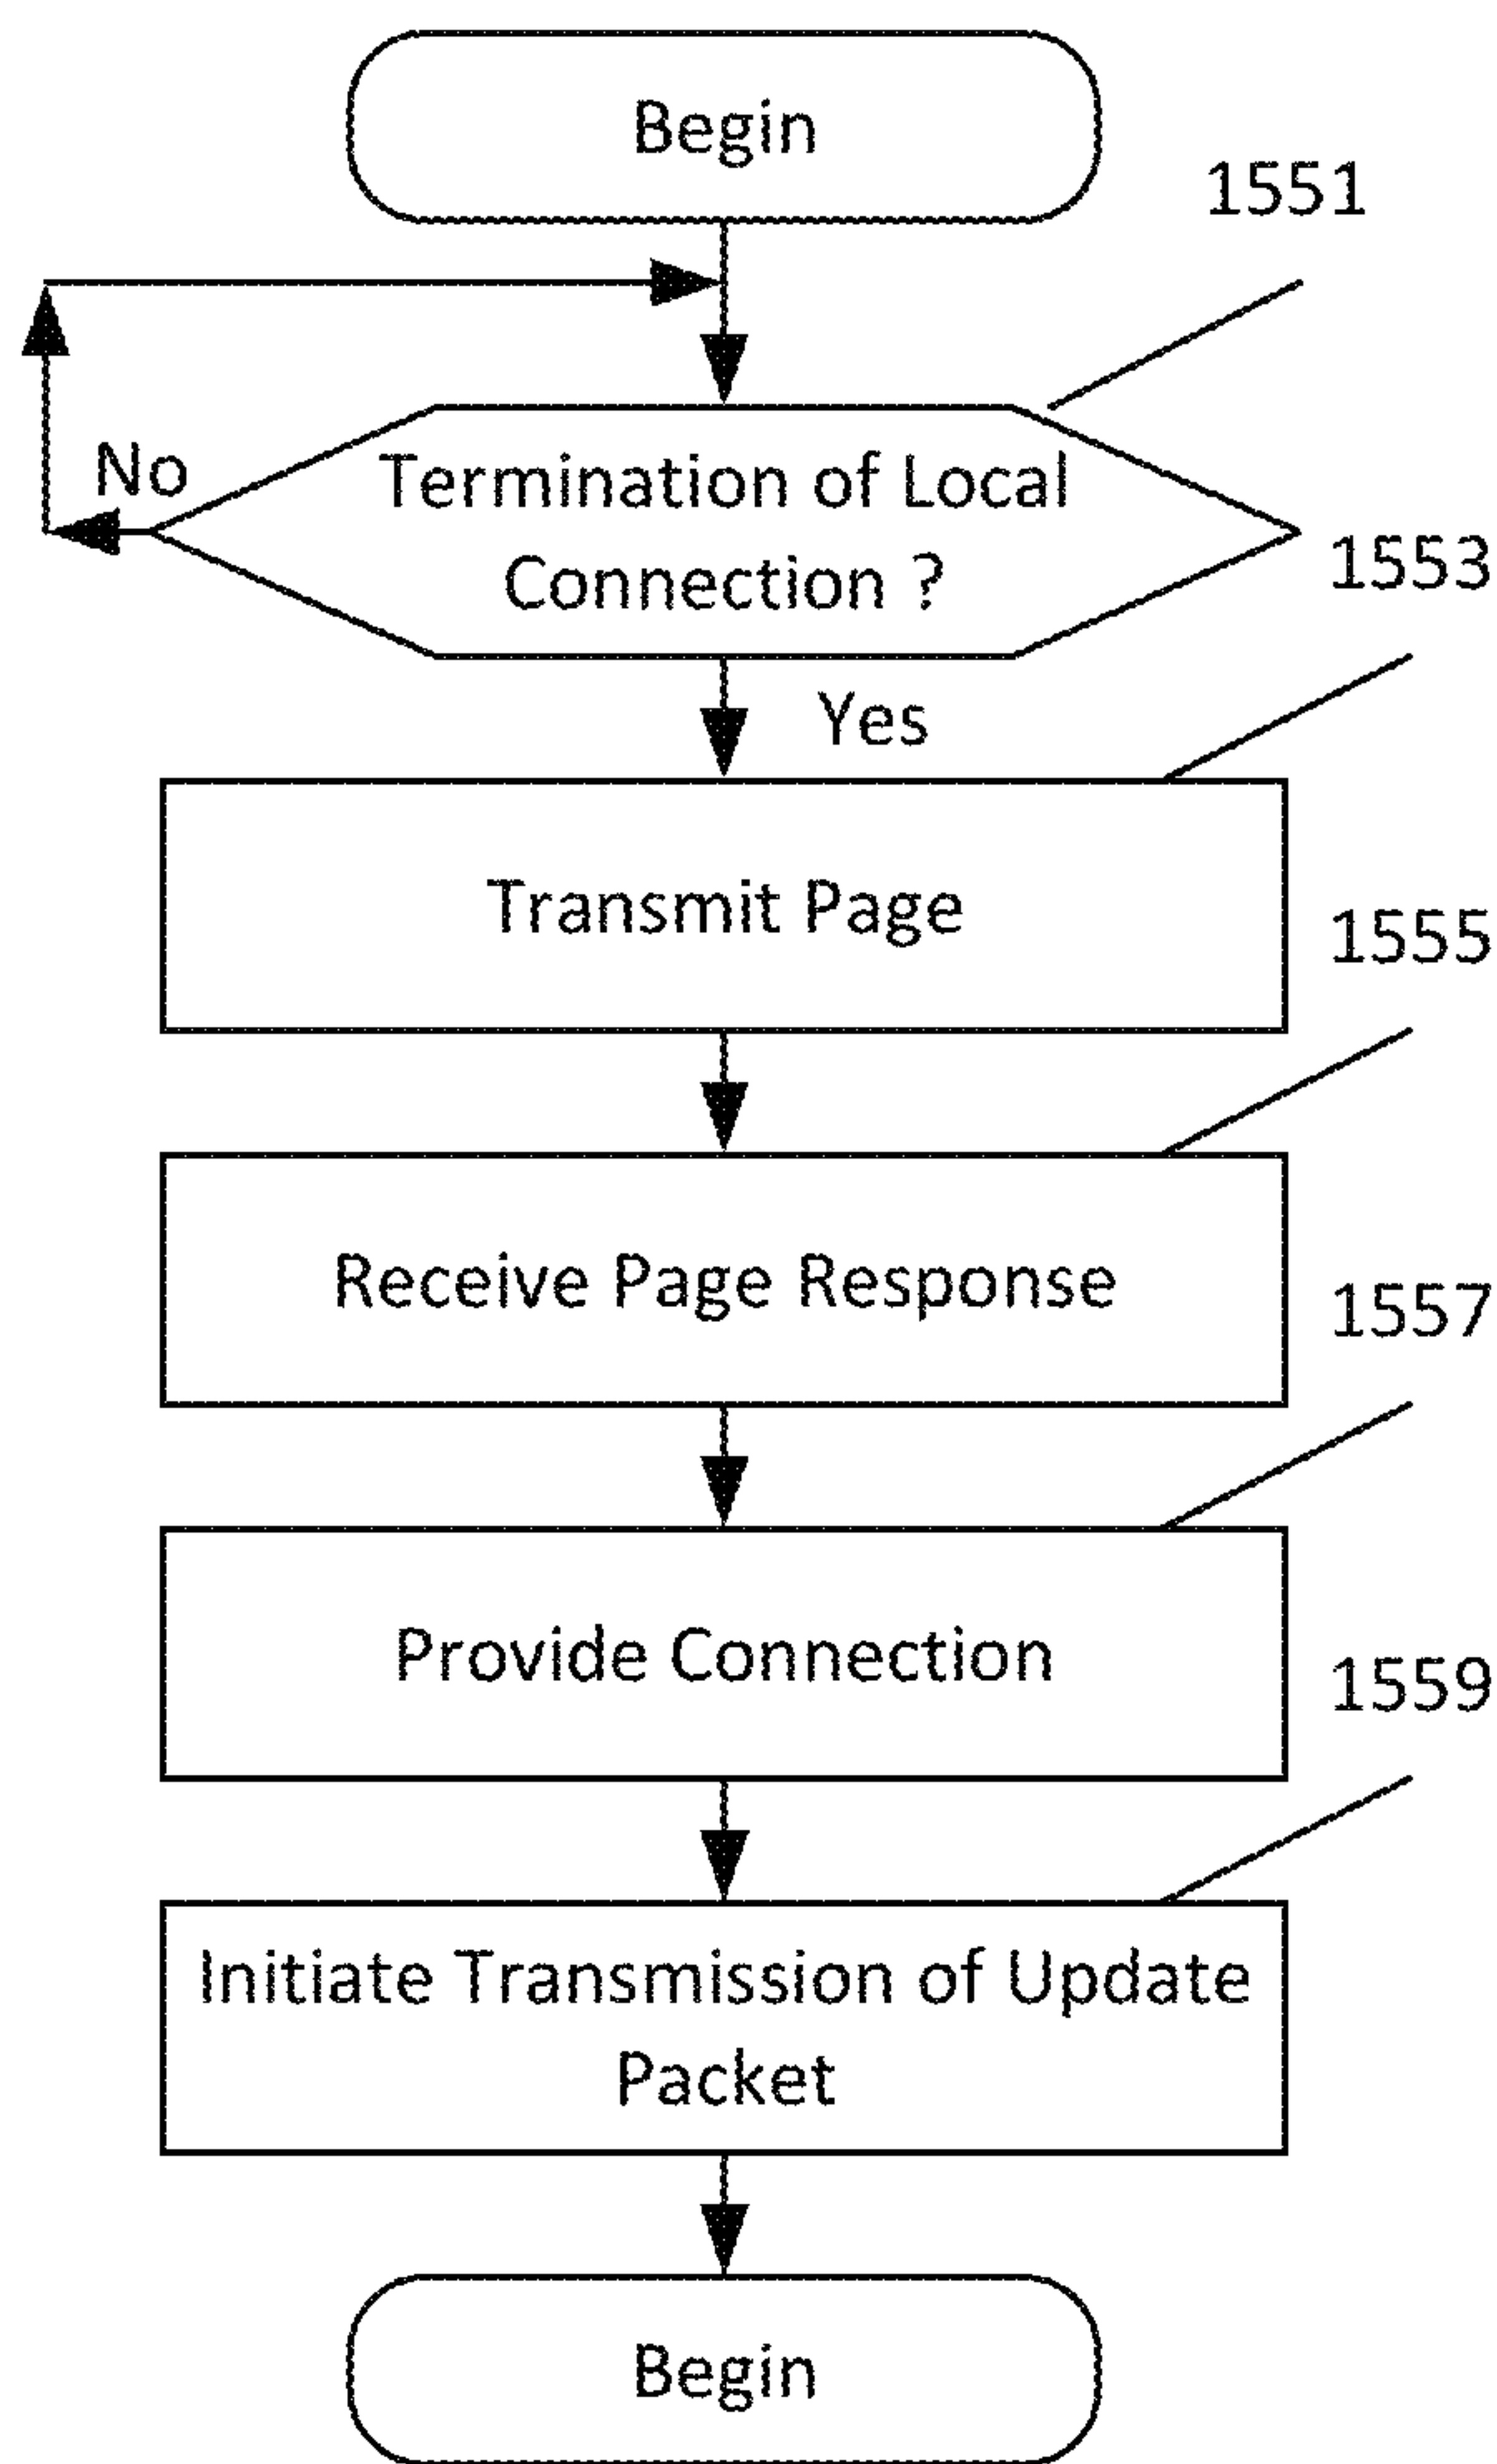 Begin
1551
No
Termination of Local
Connection ?
1553
Yes
Transmit Page
1555
Receive Page Response
1557
Provide Connection
1559
Initiate Transmission of Update
Packet
Begin